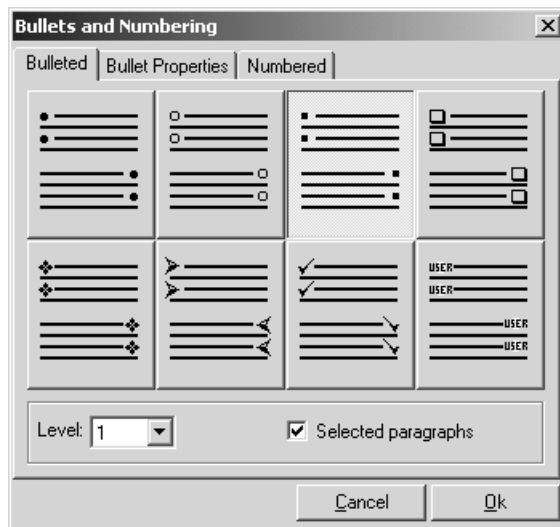 Bullets and Numbering
Bulleted Bullet Properties Numbered
USER
USER
USER
USER
Level: 1 Selected paragraphs
Cancel Ok